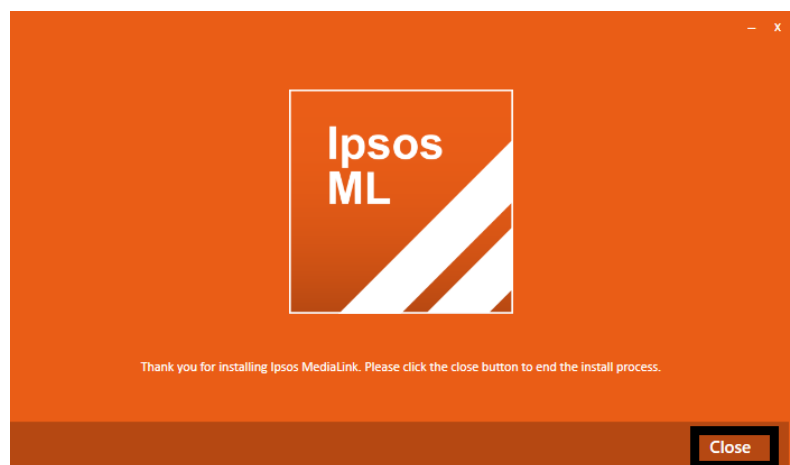 – x
Ipsos
ML
Thank you for installing Ipsos MediaLink. Please click the close button to end the install process.
Close